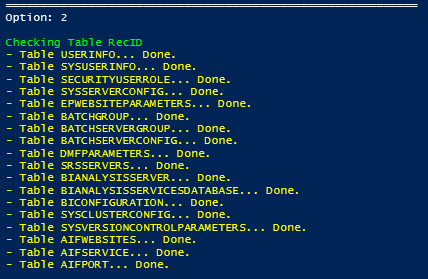 Option: 2
Checking Table RecID
- Table USERINFO... Done.
- Table SYSUSERINFO... Done.
- Table SECURITYUSERROLE... Done.
- Table SYSSERVERCONFIG... Done.
- Table EPWEBSITEPARAMETERS... Done.
- Table BATCHGROUP... Done.
- Table BATCHSERVERGROUP... Done.
- Table BATCHSERVERCONFIG... Done.
- Table DMFPARAMETERS... Done.
- Table SRSSERVERS... Done.
- Table BIANALYSISSERVER... Done.
- Table BIANALYSISSERVICESDATABASE... Done.
- Table BICONFIGURATION... Done.
- Table SYSCLUSTERCONFIG... Done.
- Table SYSVERSIONCONTROLPARAMETERS... Done.
- Table AIFWEBSITES... Done.
- Table AIFSERVICE... Done.
- Table AIFPORT... Done.